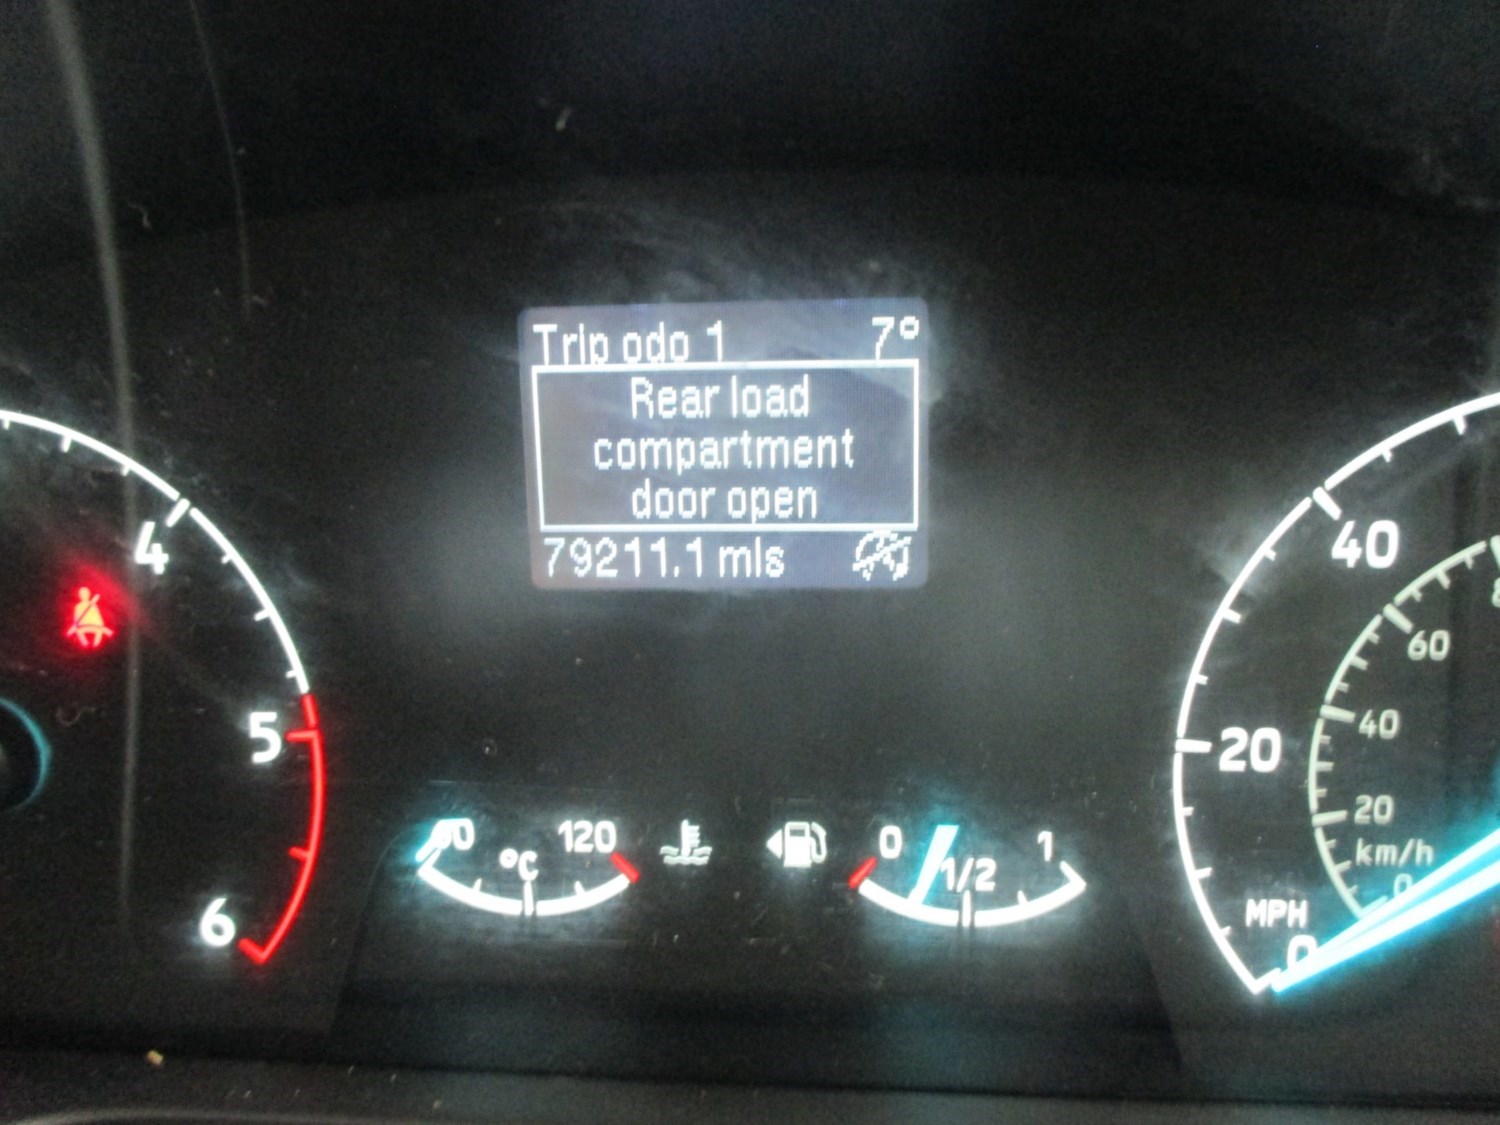 Trip odo 1 7°
Rear load
compartment
door open
79211.1 mls
4
5
6
120
°C
0 1/2 1
40
20
MPH
0
60
40
20
km/h
0